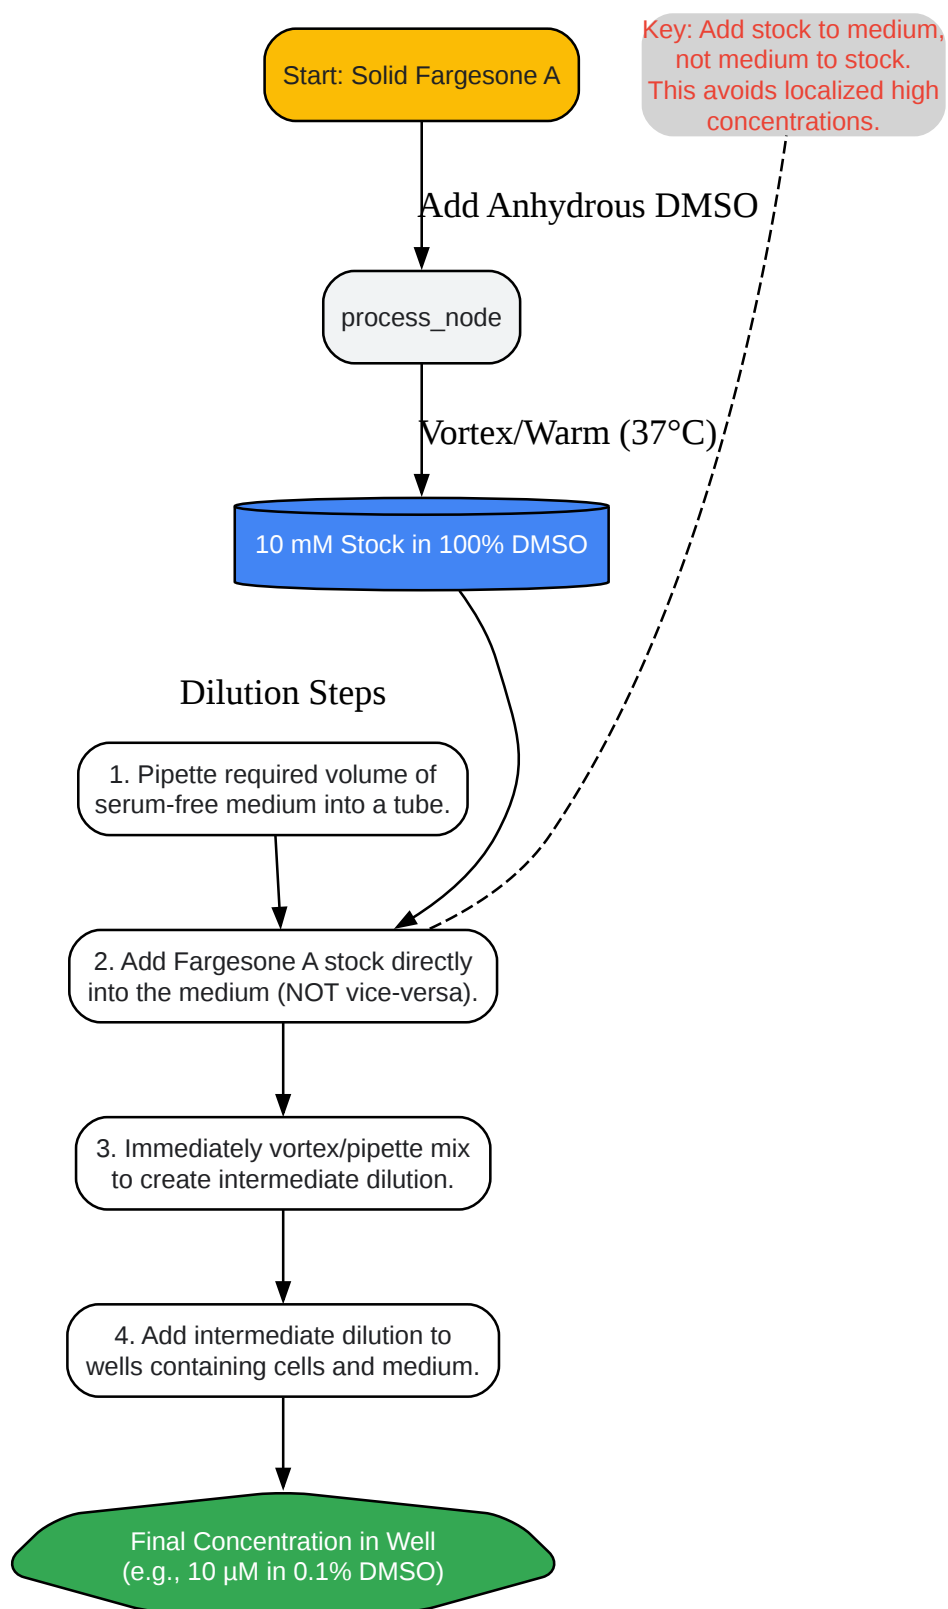 Start: Solid Fargesone A
Key: Add stock to medium,
not medium to stock.
This avoids localized high
concentrations.
Add Anhydrous DMSO
process_node
Vortex/Warm (37°C)
10 mM Stock in 100% DMSO
Dilution Steps
1. Pipette required volume of
serum-free medium into a tube.
2. Add Fargesone A stock directly
into the medium (NOT vice-versa).
3. Immediately vortex/pipette mix
to create intermediate dilution.
4. Add intermediate dilution to
wells containing cells and medium.
Final Concentration in Well
(e.g., 10 µM in 0.1% DMSO)